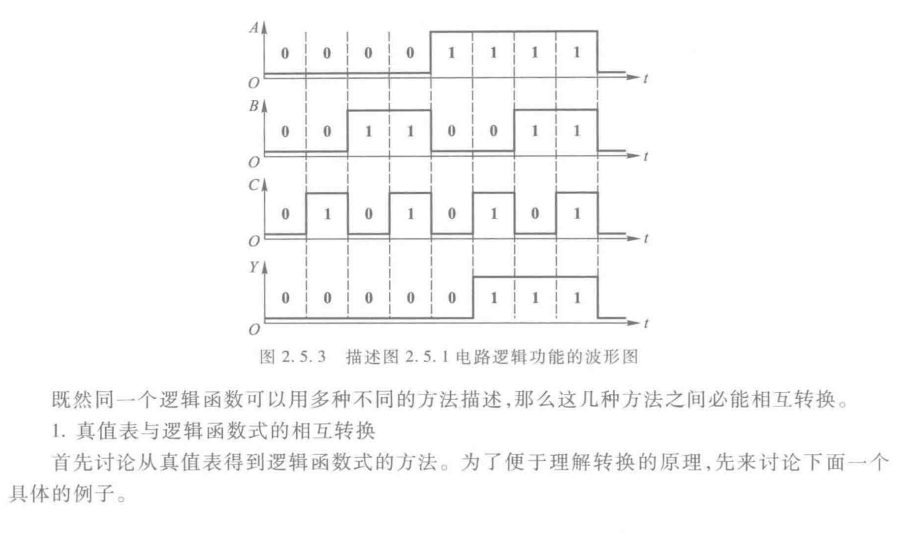 A
0 0 0 0 1 1 1 1
O t
B
0 0 1 1 0 0 1 1
O t
C
0 1 0 1 0 1 0 1
O t
Y
0 0 0 0 0 1 1 1
O t
图 2.5.3 描述图 2.5.1 电路逻辑功能的波形图
既然同一个逻辑函数可以用多种不同的方法描述,那么这几种方法之间必能相互转换。
1. 真值表与逻辑函数式的相互转换
首先讨论从真值表得到逻辑函数式的方法。为了便于理解转换的原理,先来讨论下面一个
具体的例子。